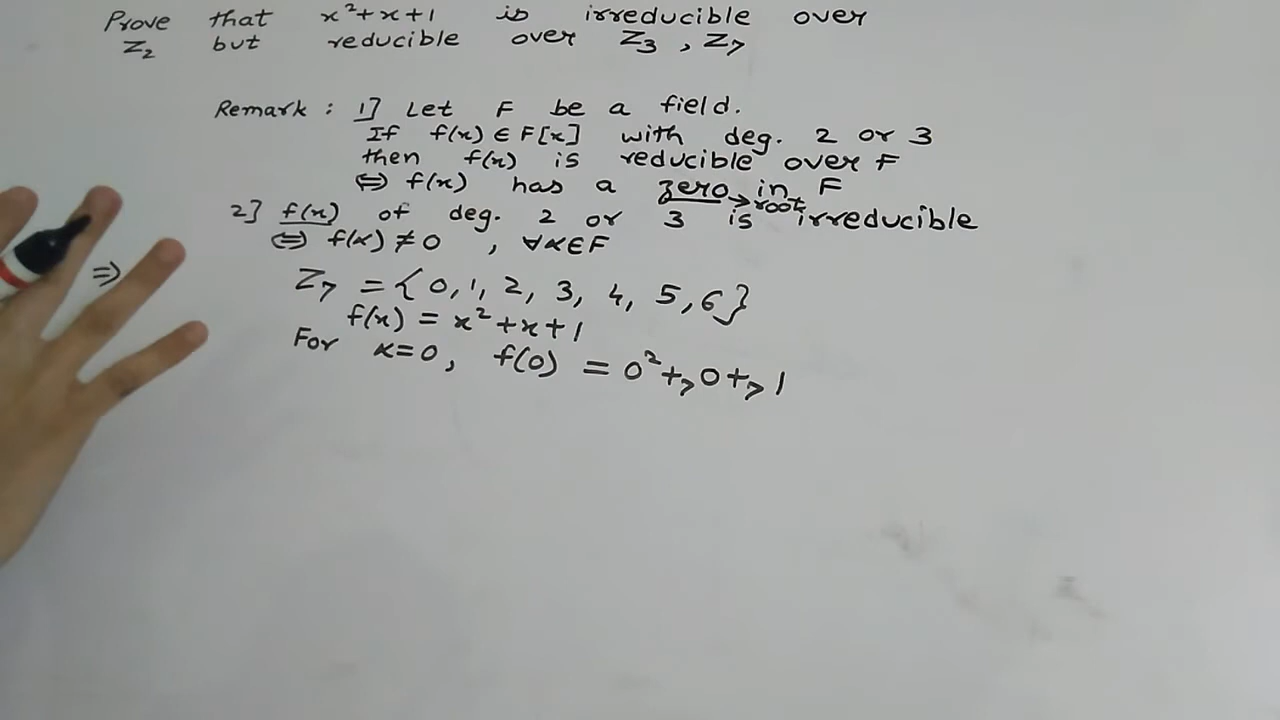 Prove that x²+x+1 is irreducible over
Z₂ but reducible over Z₃, Z₇
Remark : 1] Let F be a field.
If f(x) ∈ F[x] with deg. 2 or 3
then f(x) is reducible over F
⇔ f(x) has a zero in F
→ root
2] f(x) of deg. 2 or 3 is irreducible
⇔ f(α) ≠ 0 , ∀α∈F
⇒ Z₇ = {0, 1, 2, 3, 4, 5, 6}
f(x) = x²+x+1
For α=0, f(0) = 0²+₇0+₇1